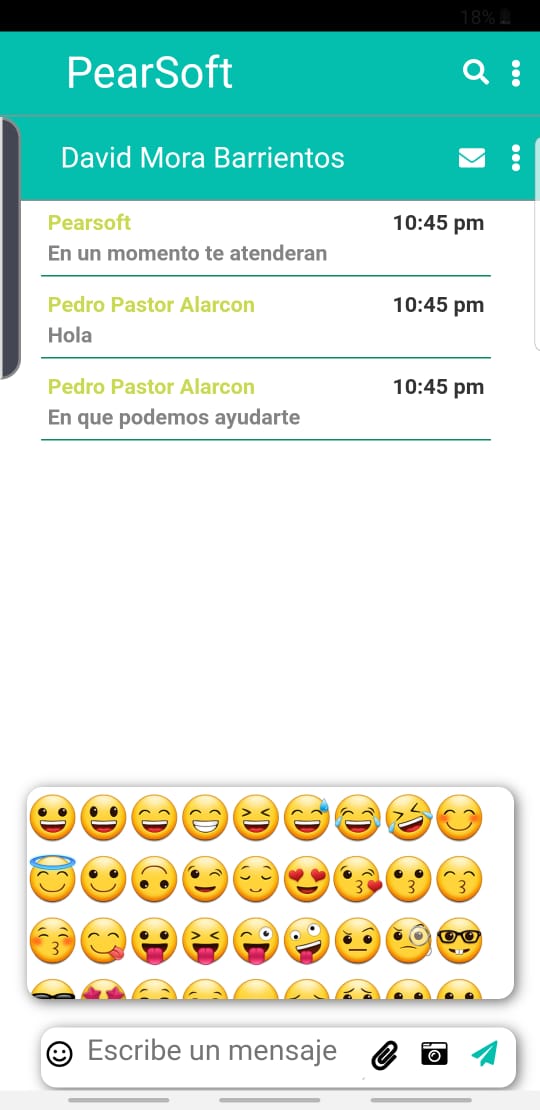 18%
PearSoft
David Mora Barrientos
Pearsoft 10:45 pm
En un momento te atenderan
Pedro Pastor Alarcon 10:45 pm
Hola
Pedro Pastor Alarcon 10:45 pm
En que podemos ayudarte
Escribe un mensaje